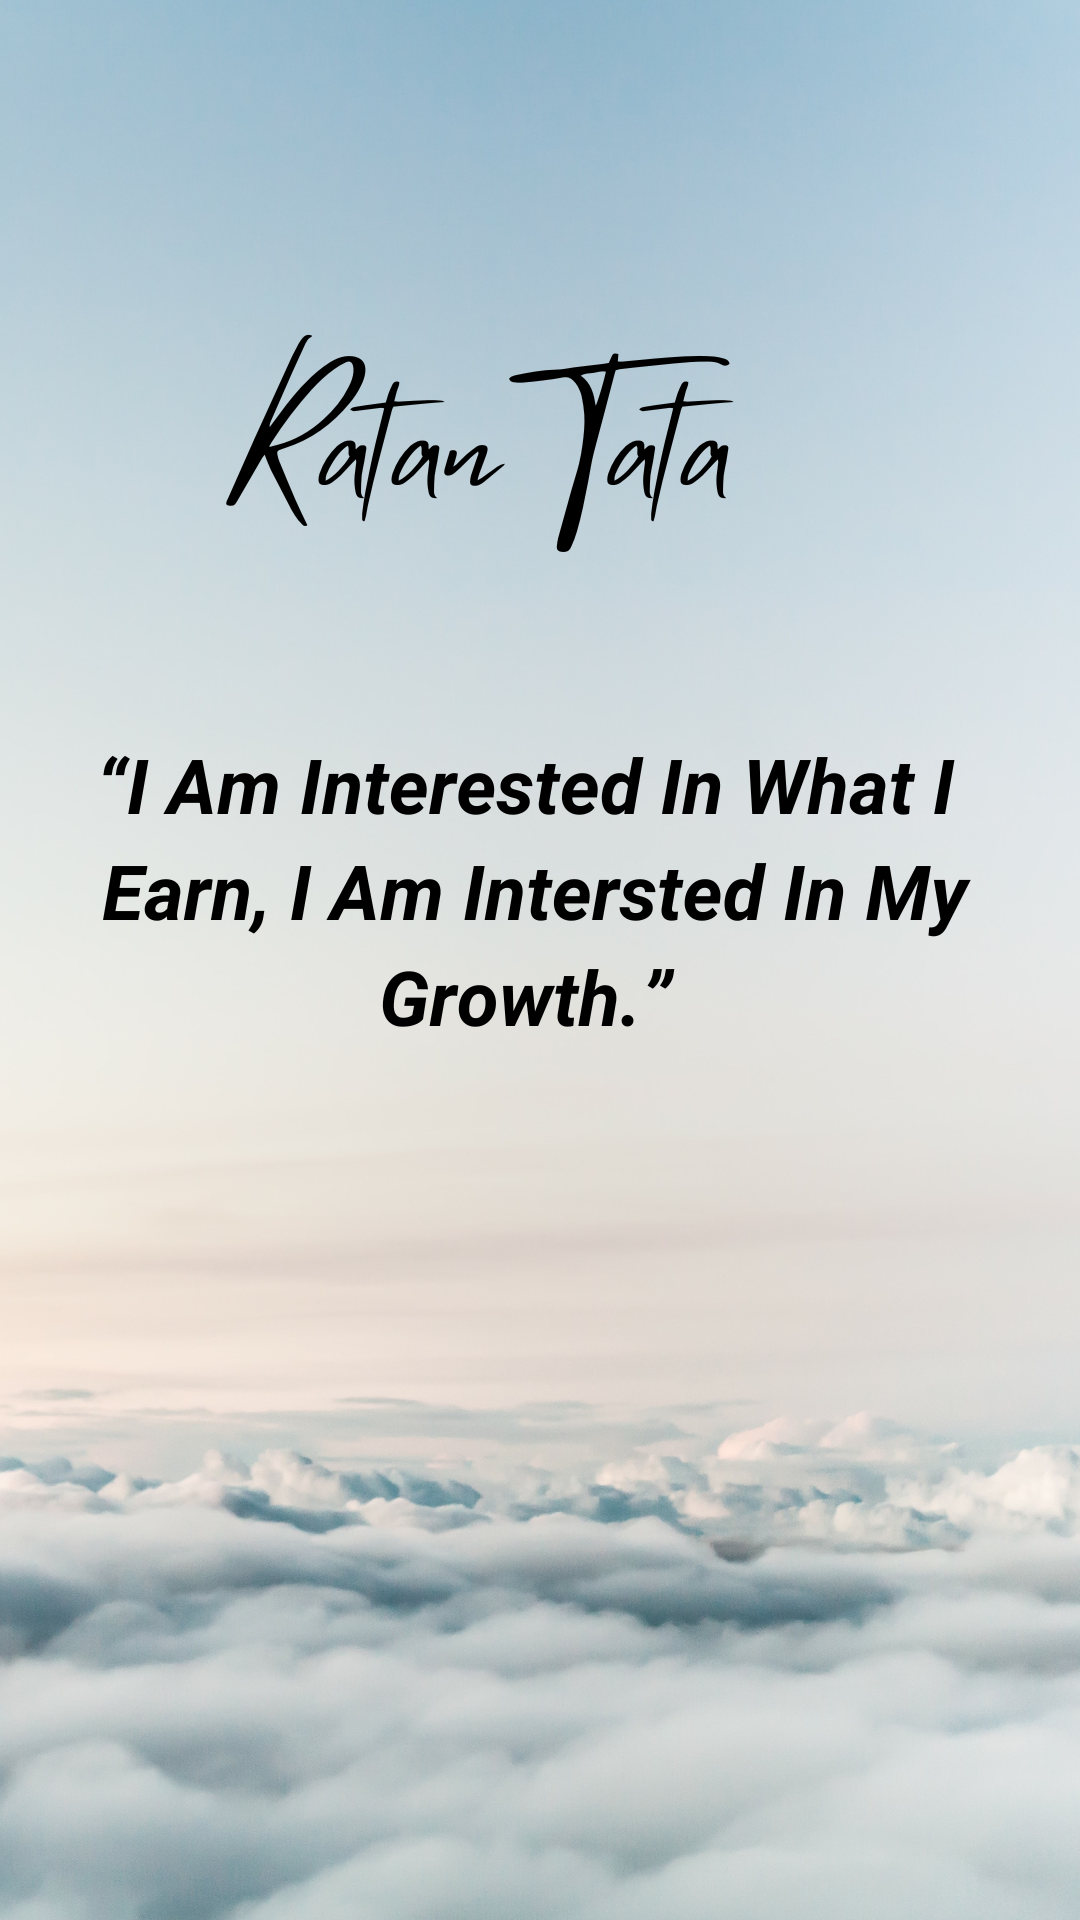 Ratan Tata
“I Am Interested In What I
Earn, I Am Intersted In My
Growth.”